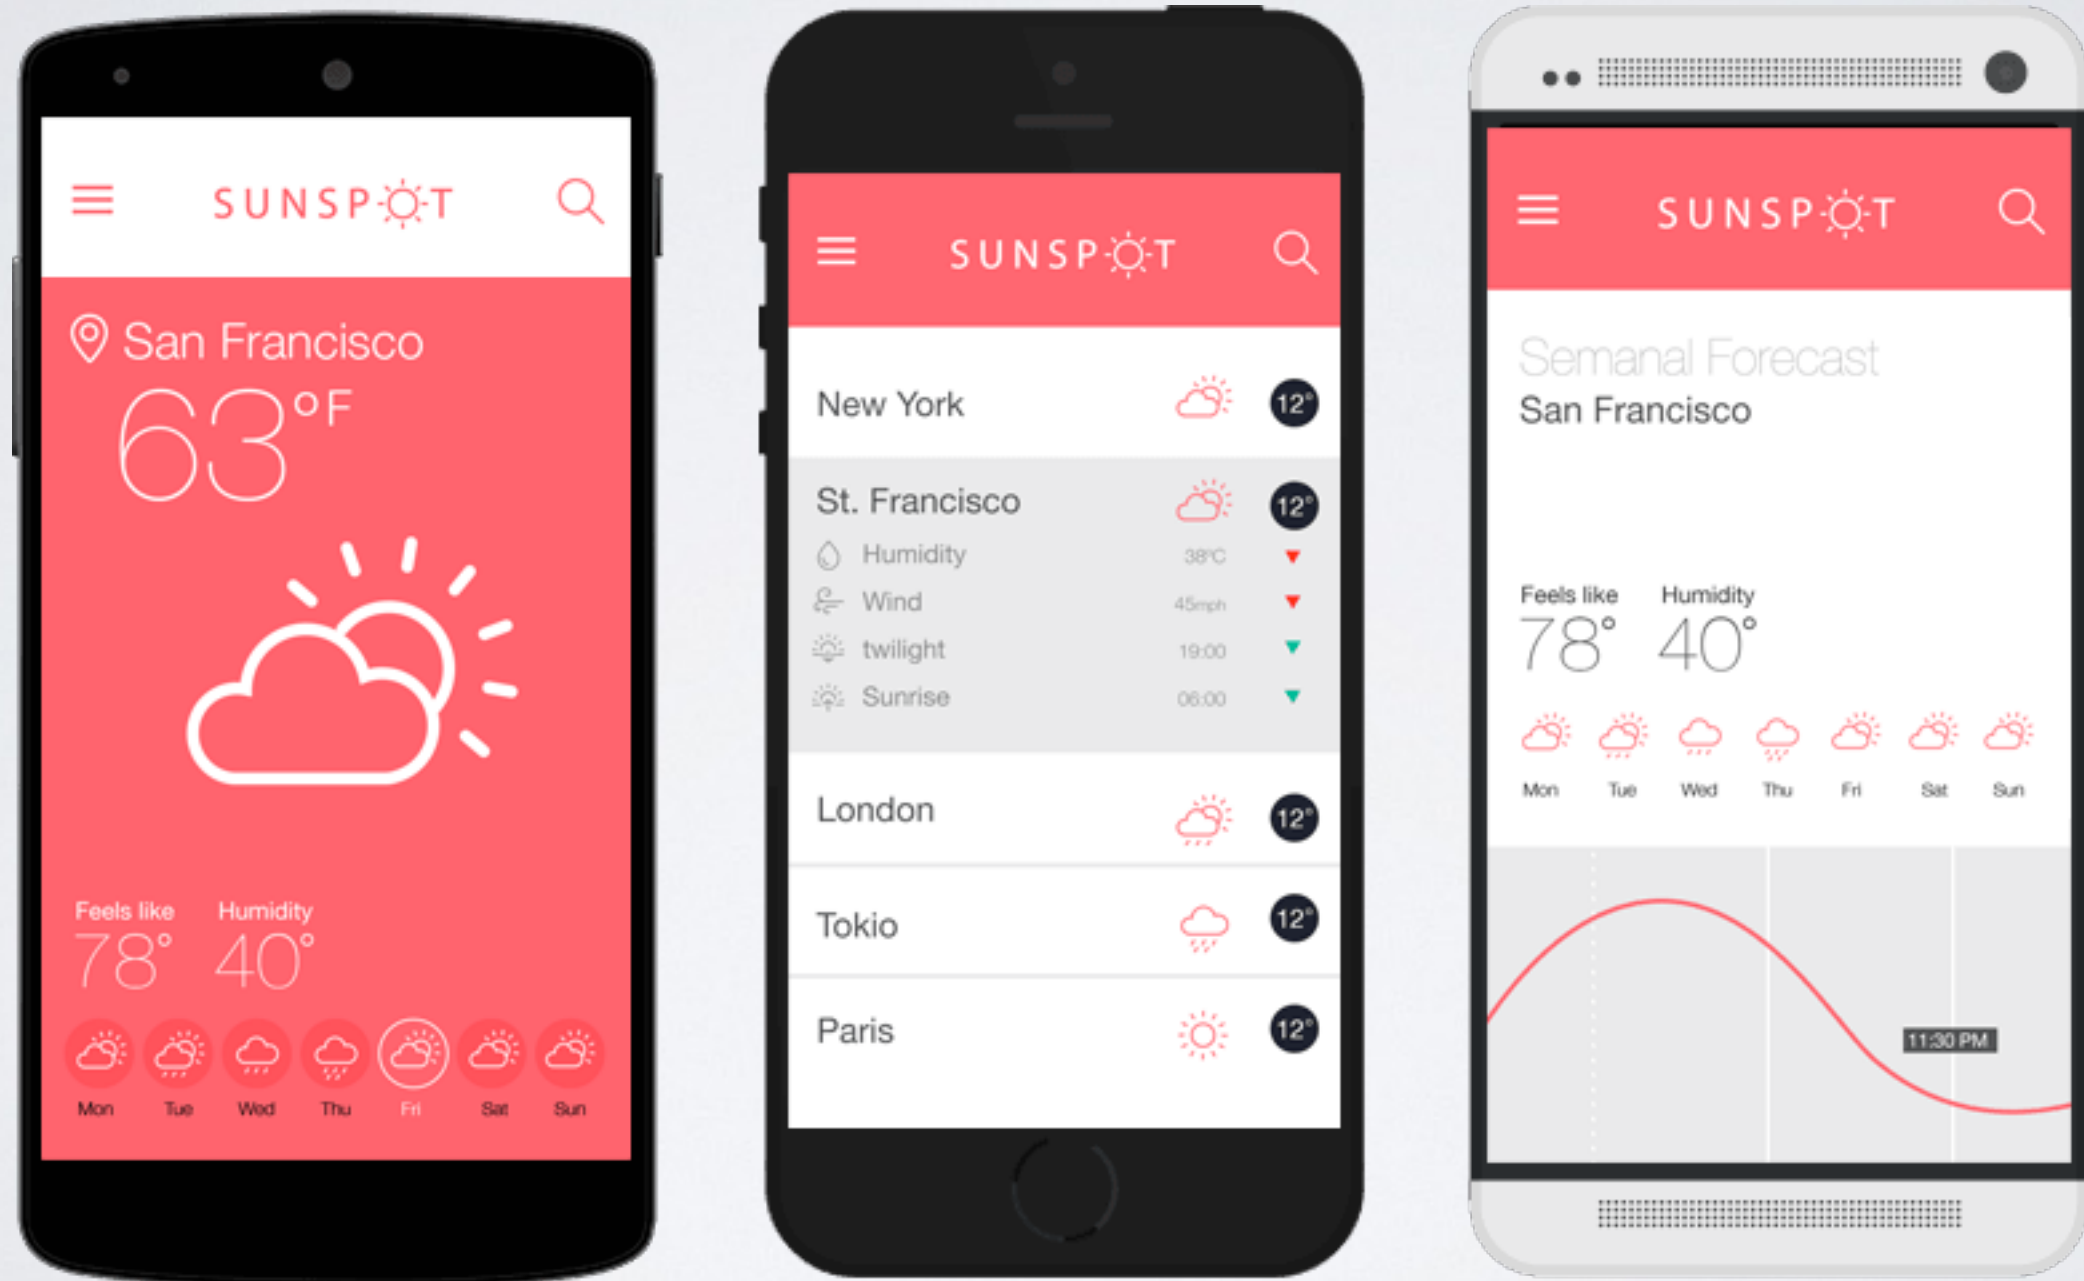 SUNSPOT
San Francisco
63°F
Feels like Humidity
78° 40°
Mon Tue Wed Thu Fri Sat Sun
SUNSPOT
New York 12°
St. Francisco 12°
Humidity 38°C
Wind 45mph
twilight 19:00
Sunrise 06:00
London 12°
Tokio 12°
Paris 12°
SUNSPOT
Semanal Forecast
San Francisco
Feels like Humidity
78° 40°
Mon Tue Wed Thu Fri Sat Sun
11:30 PM